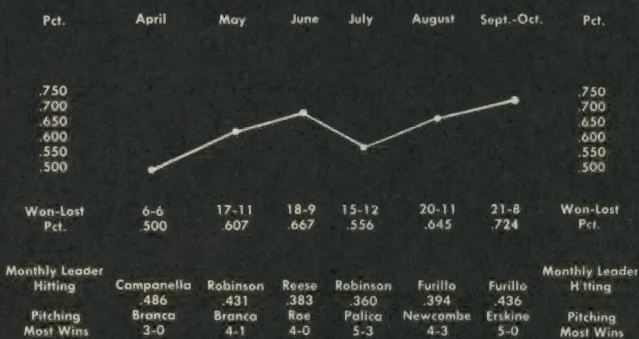 Pct. April May June July August Sept.-Oct. Pct.
.750 .750
.700 .700
.650 .650
.600 .600
.550 .550
.500 .500
Won-Lost 6-6 17-11 18-9 15-12 20-11 21-8 Won-Lost
Pct. .500 .607 .667 .556 .645 .724 Pct.
Monthly Leader Monthly Leader
Hitting Campanella Robinson Reese Robinson Furillo Furillo Hitting
.486 .431 .383 .360 .394 .436
Pitching Branca Branca Roe Palica Newcombe Erskine Pitching
Most Wins 3-0 4-1 4-0 5-3 4-3 5-0 Most Wins